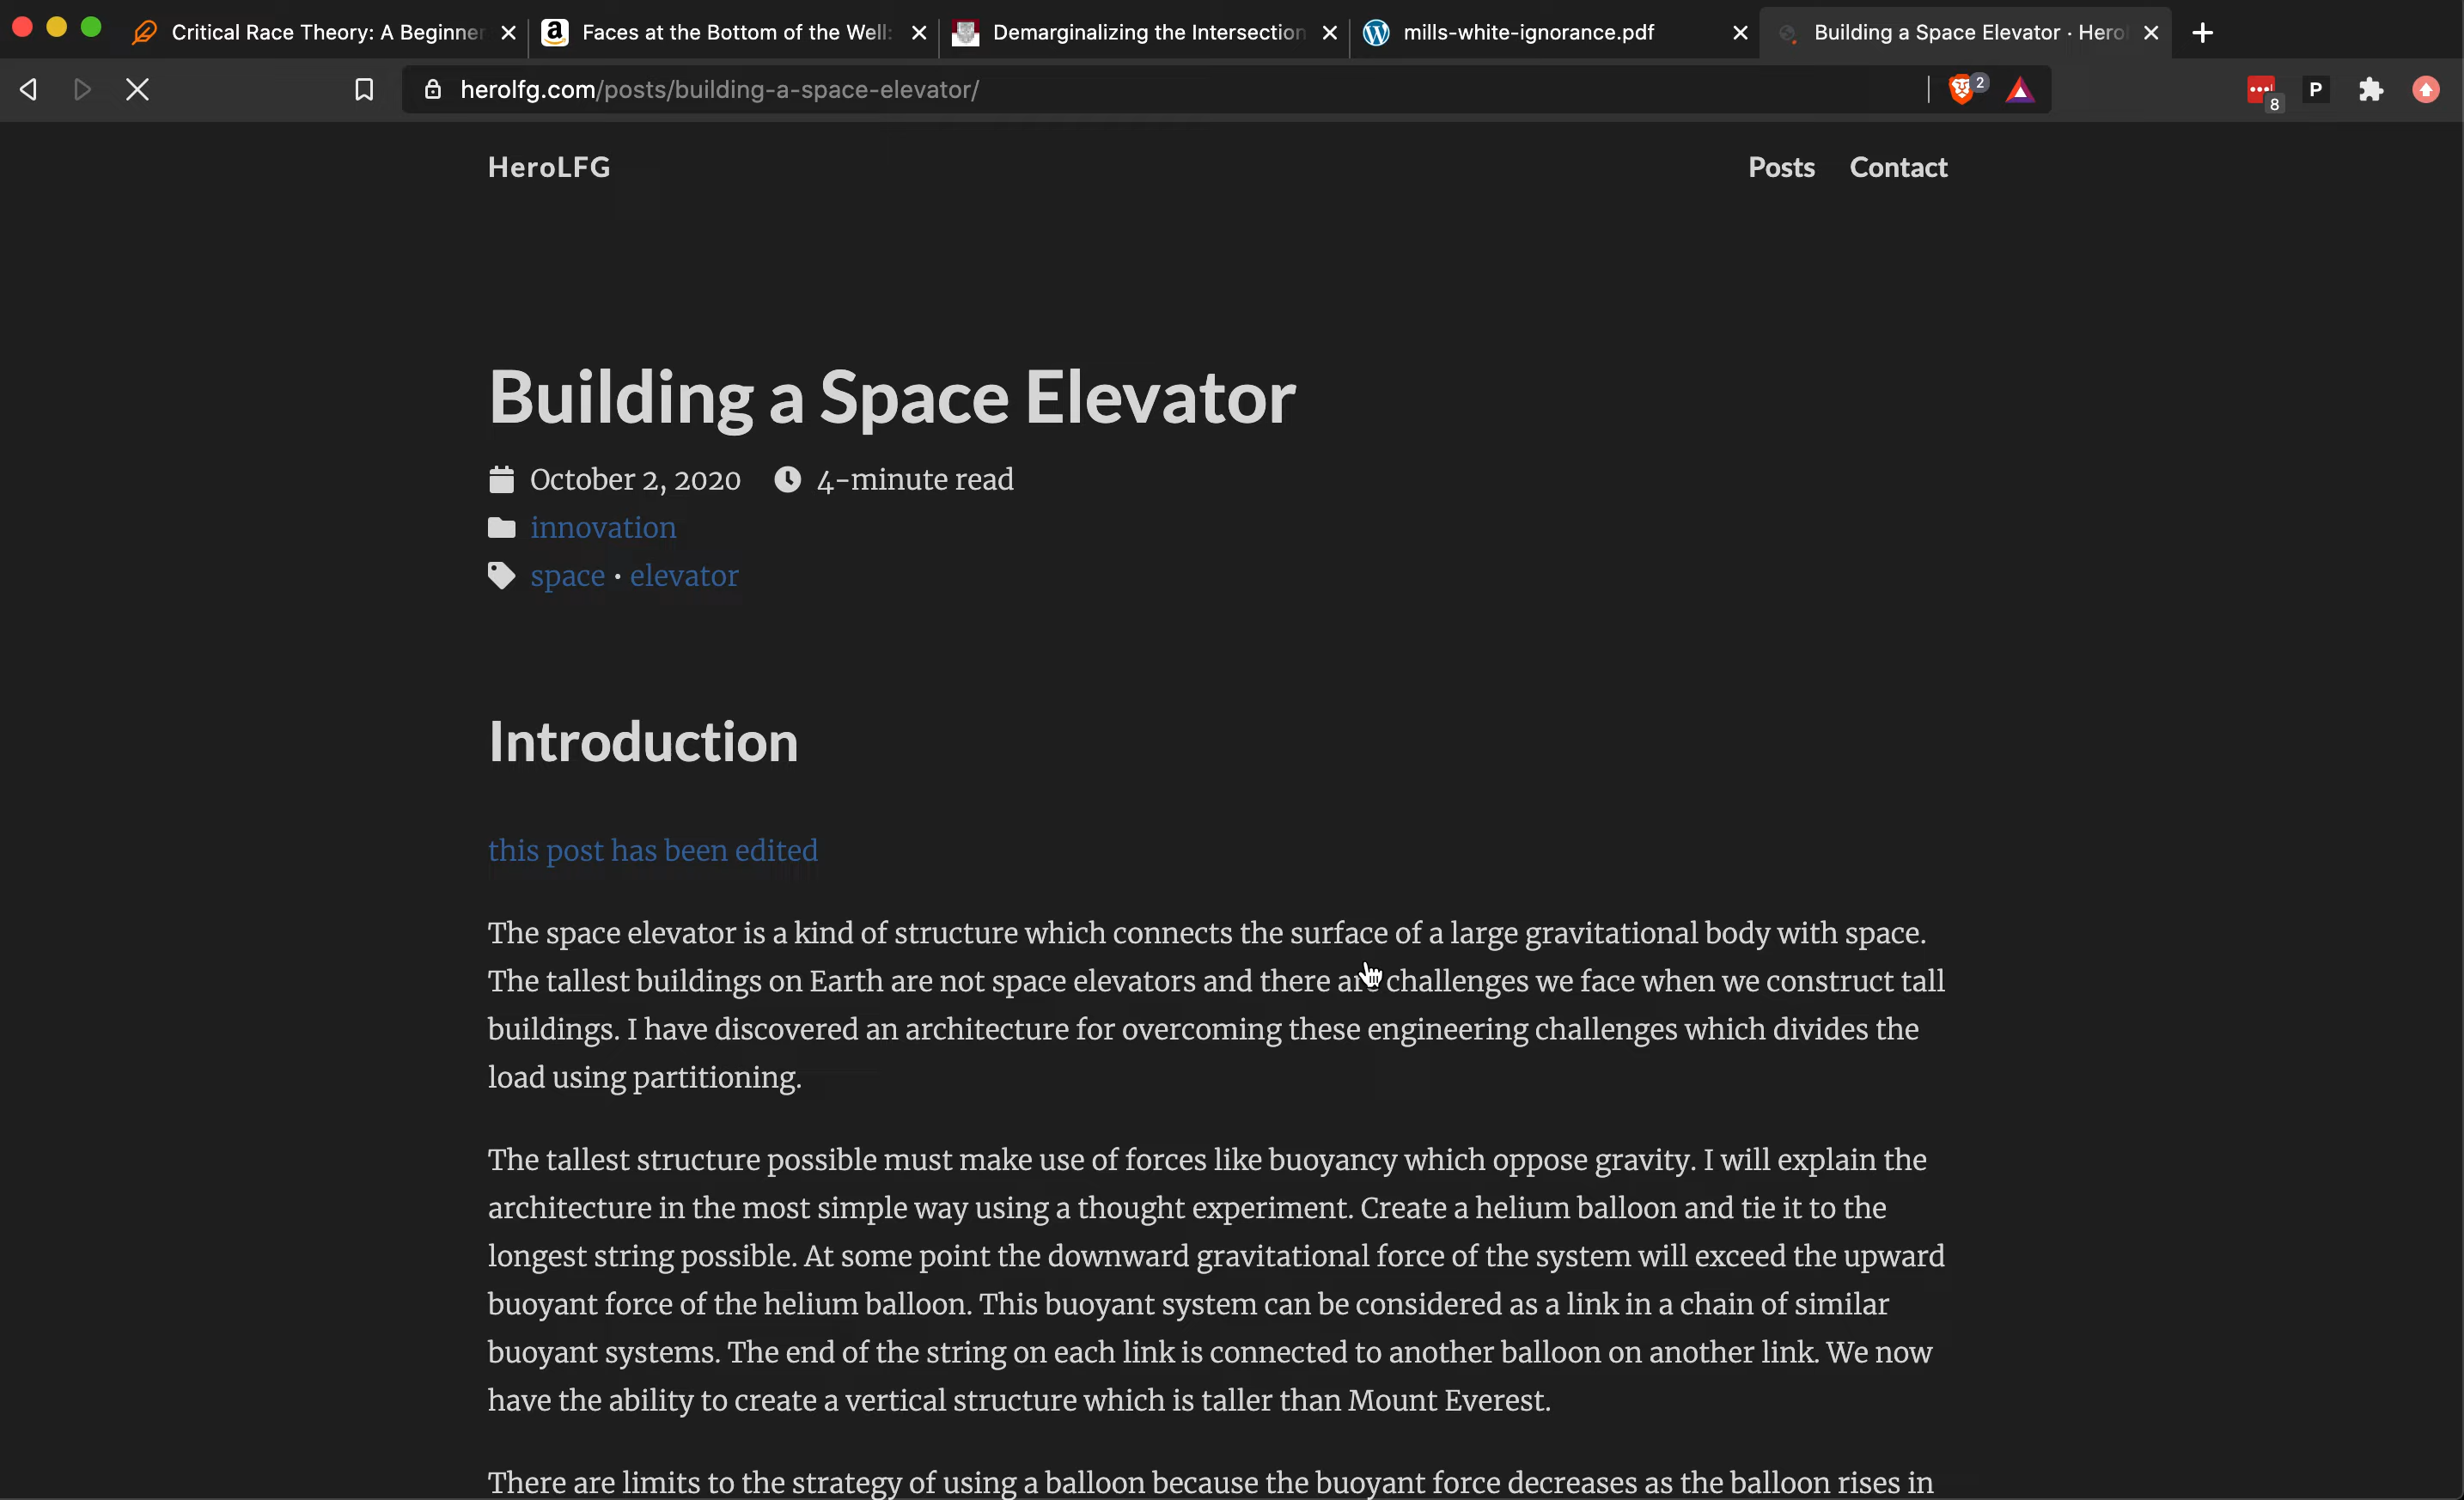 Critical Race Theory: A Beginner
Faces at the Bottom of the Well:
Demarginalizing the Intersection
mills-white-ignorance.pdf
Building a Space Elevator · Hero
herolfg.com/posts/building-a-space-elevator/
2
8
P
HeroLFG
Posts
Contact
Building a Space Elevator
October 2, 2020 4-minute read
innovation
space • elevator
Introduction
this post has been edited
The space elevator is a kind of structure which connects the surface of a large gravitational body with space.
The tallest buildings on Earth are not space elevators and there are challenges we face when we construct tall
buildings. I have discovered an architecture for overcoming these engineering challenges which divides the
load using partitioning.
The tallest structure possible must make use of forces like buoyancy which oppose gravity. I will explain the
architecture in the most simple way using a thought experiment. Create a helium balloon and tie it to the
longest string possible. At some point the downward gravitational force of the system will exceed the upward
buoyant force of the helium balloon. This buoyant system can be considered as a link in a chain of similar
buoyant systems. The end of the string on each link is connected to another balloon on another link. We now
have the ability to create a vertical structure which is taller than Mount Everest.
There are limits to the strategy of using a balloon because the buoyant force decreases as the balloon rises in